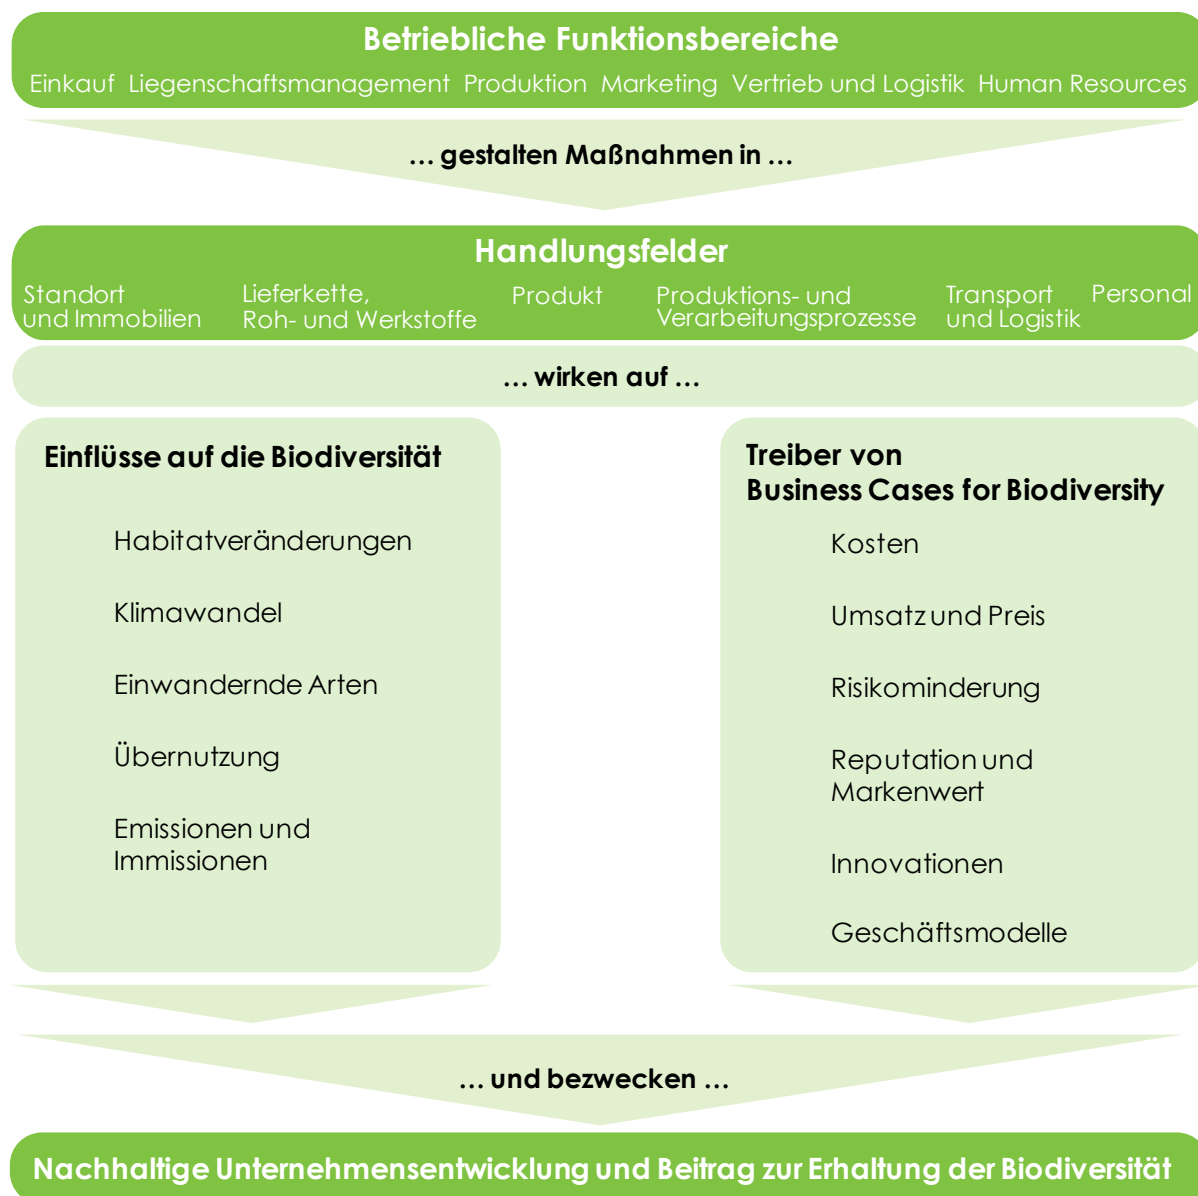 Betriebliche Funktionsbereiche
Einkauf Liegenschaftsmanagement Produktion Marketing Vertrieb und Logistik Human Resources
… gestalten Maßnahmen in …
Handlungsfelder
Standort
und Immobilien
Lieferkette,
Roh- und Werkstoffe
Produkt
Produktions- und
Verarbeitungsprozesse
Transport
und Logistik
Personal
… wirken auf …
Einflüsse auf die Biodiversität
Habitatveränderungen
Klimawandel
Einwandernde Arten
Übernutzung
Emissionen und
Immissionen
Treiber von
Business Cases for Biodiversity
Kosten
Umsatz und Preis
Risikominderung
Reputation und
Markenwert
Innovationen
Geschäftsmodelle
… und bezwecken …
Nachhaltige Unternehmensentwicklung und Beitrag zur Erhaltung der Biodiversität